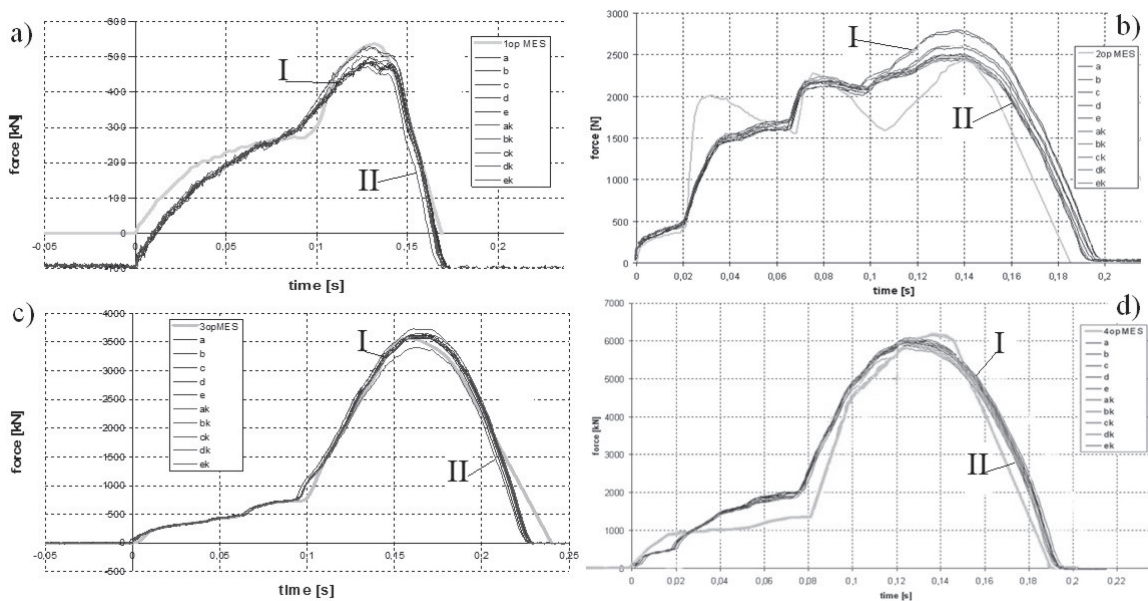 a)
600
500
400
300
200
100
0
100
force [kN]
-0,05
0
0,05
0,1
0,15
0,2
time [s]
I
II
1op MES
a
b
c
d
e
ak
bk
ck
dk
ek
b)
3000
2500
2000
1500
1000
500
0
force [N]
0
0,02
0,04
0,06
0,08
0,1
0,12
0,14
0,16
0,18
0,2
time [s]
I
II
2op MES
a
b
c
d
e
ak
bk
ck
dk
ek
c)
4000
3500
3000
2500
2000
1500
1000
500
0
-500
force [kN]
-0,05
0
0,05
0,1
0,15
0,2
0,25
time [s]
I
II
3opMES
a
b
c
d
e
ak
bk
ck
dk
ek
d)
7000
6000
5000
4000
3000
2000
1000
0
force [kN]
0
0,02
0,04
0,06
0,08
0,1
0,12
0,14
0,16
0,18
0,2
0,22
time [s]
I
II
4opMES
a
b
c
d
e
ak
bk
ck
dk
ek